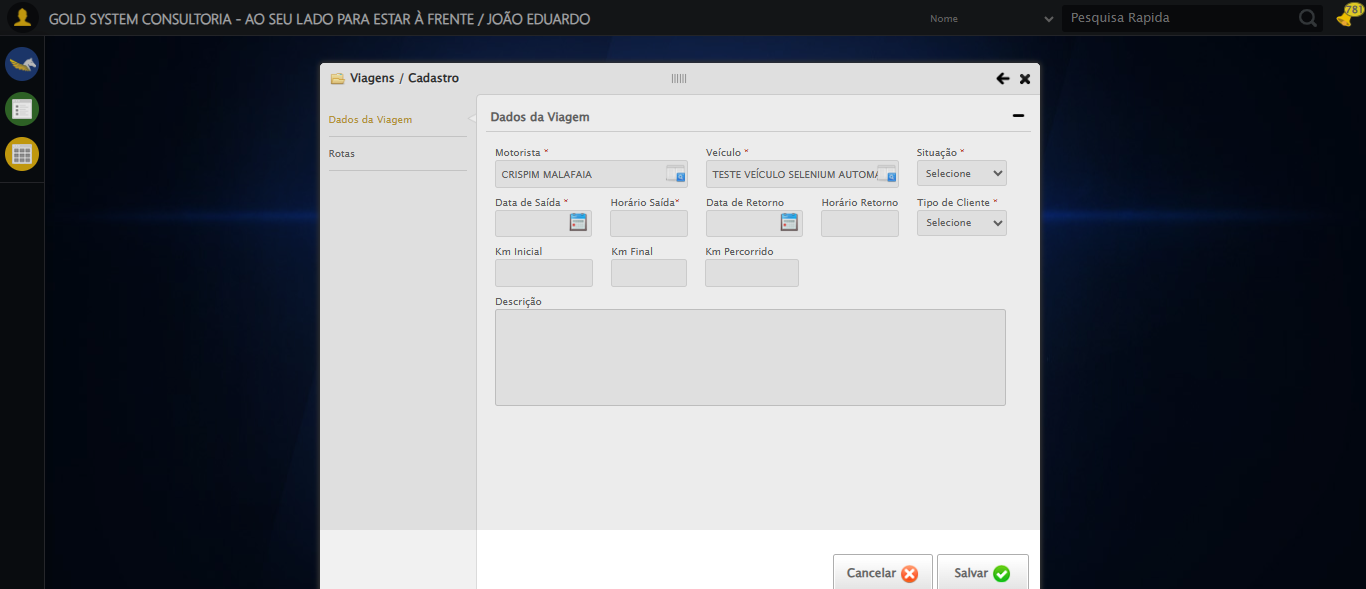 GOLD SYSTEM CONSULTORIA - AO SEU LADO PARA ESTAR À FRENTE / JOÃO EDUARDO
Nome
Pesquisa Rapida
781
Viagens / Cadastro
Dados da Viagem
Rotas
Dados da Viagem
Motorista * Veículo * Situação *
CRISPIM MALAFAIA TESTE VEÍCULO SELENIUM AUTOMA Selecione
Data de Saída * Horário Saída* Data de Retorno Horário Retorno Tipo de Cliente *
Selecione
Km Inicial Km Final Km Percorrido
Descrição
Cancelar Salvar